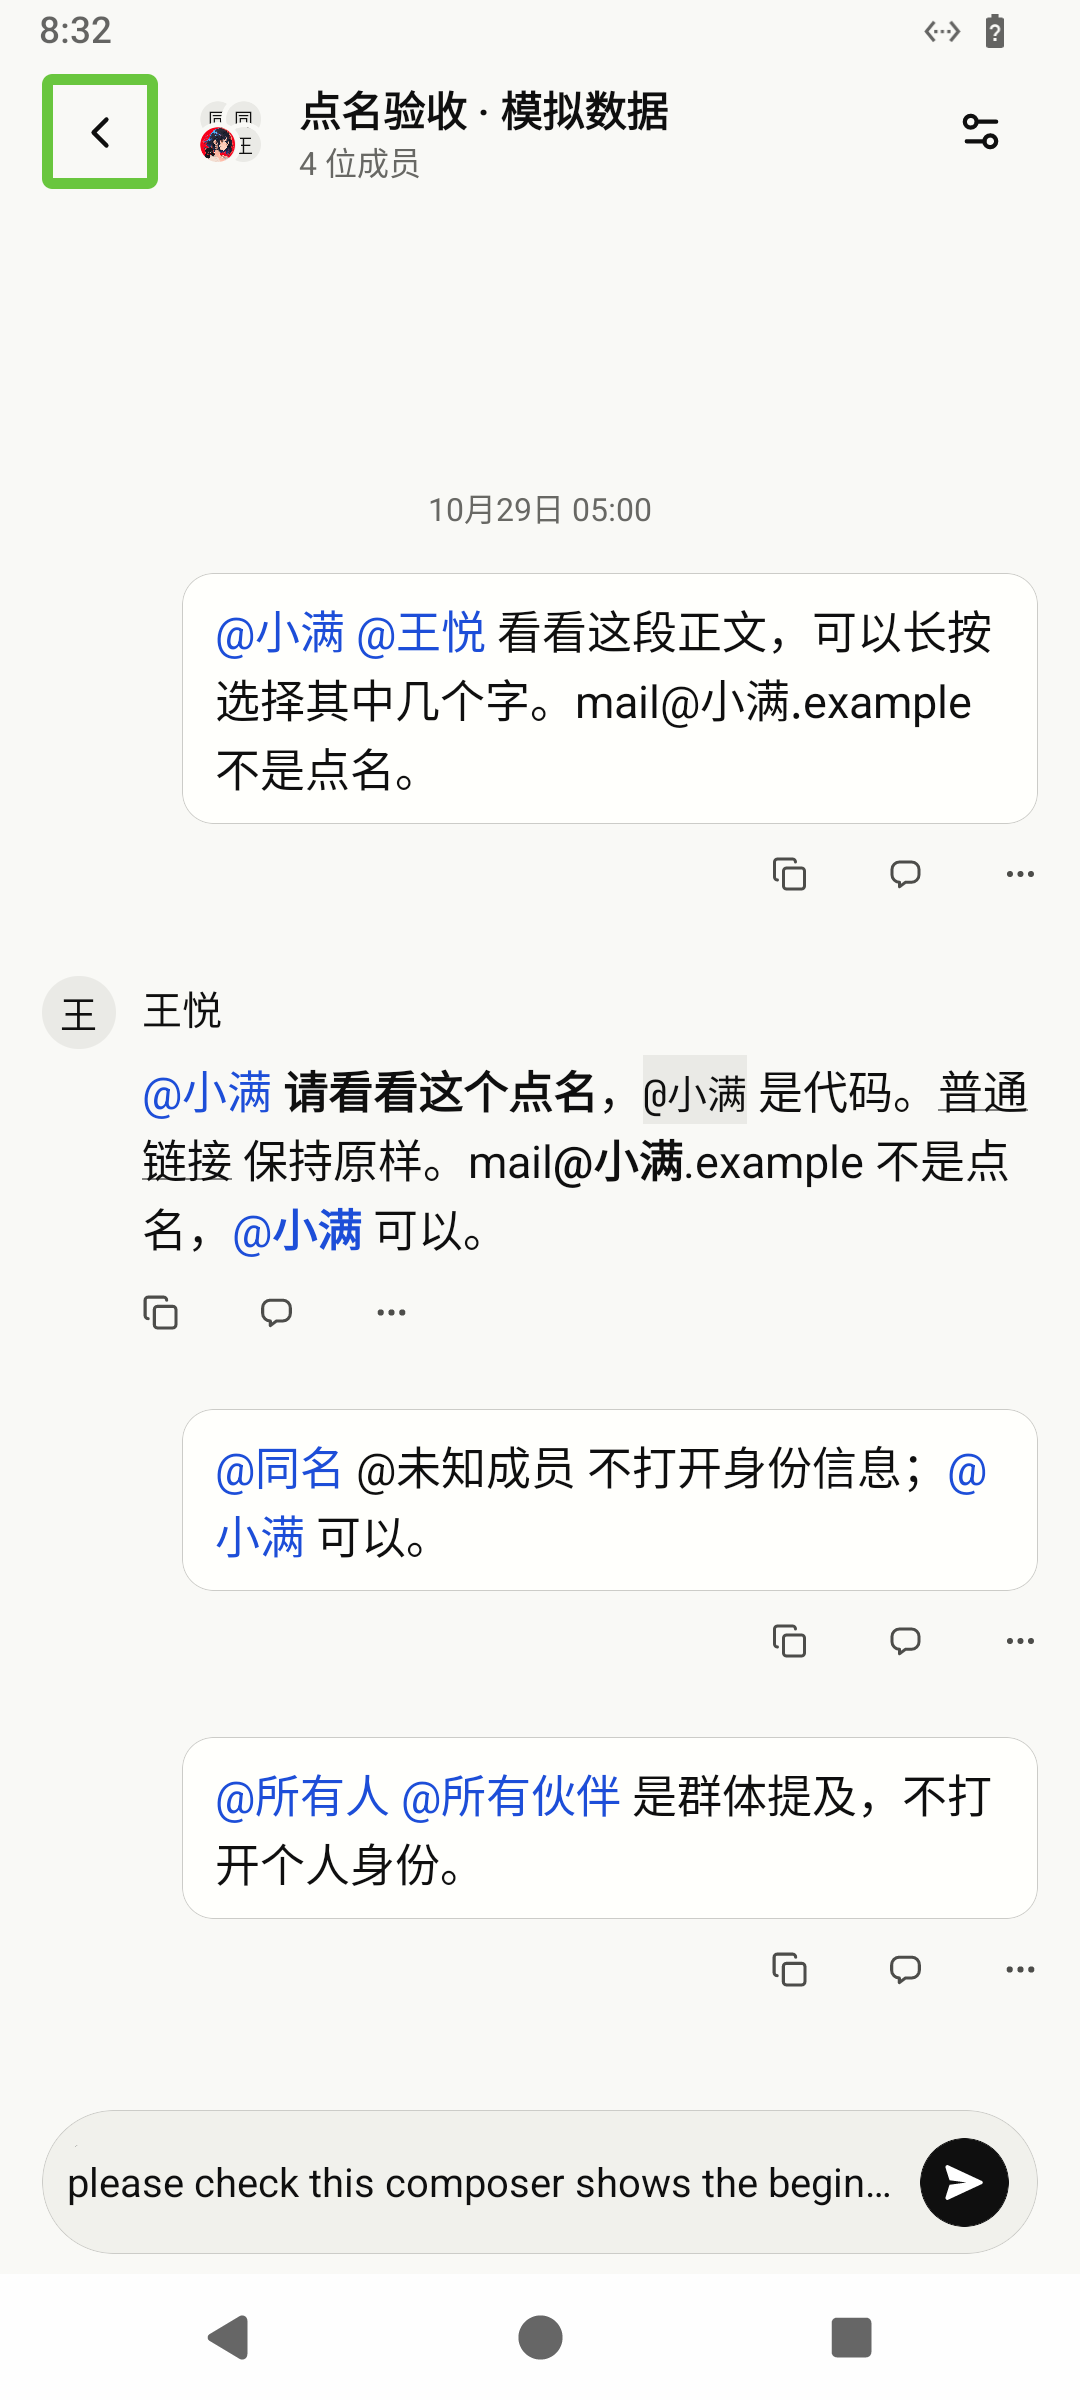 8:32
点名验收 · 模拟数据
4 位成员
10月29日 05:00
@小满 @王悦 看看这段正文，可以长按
选择其中几个字。mail@小满.example
不是点名。
王 王悦
@小满 请看看这个点名，@小满 是代码。普通
链接 保持原样。mail@小满.example 不是点
名，@小满 可以。
@同名 @未知成员 不打开身份信息；@
小满 可以。
@所有人 @所有伙伴 是群体提及，不打
开个人身份。
please check this composer shows the begin…